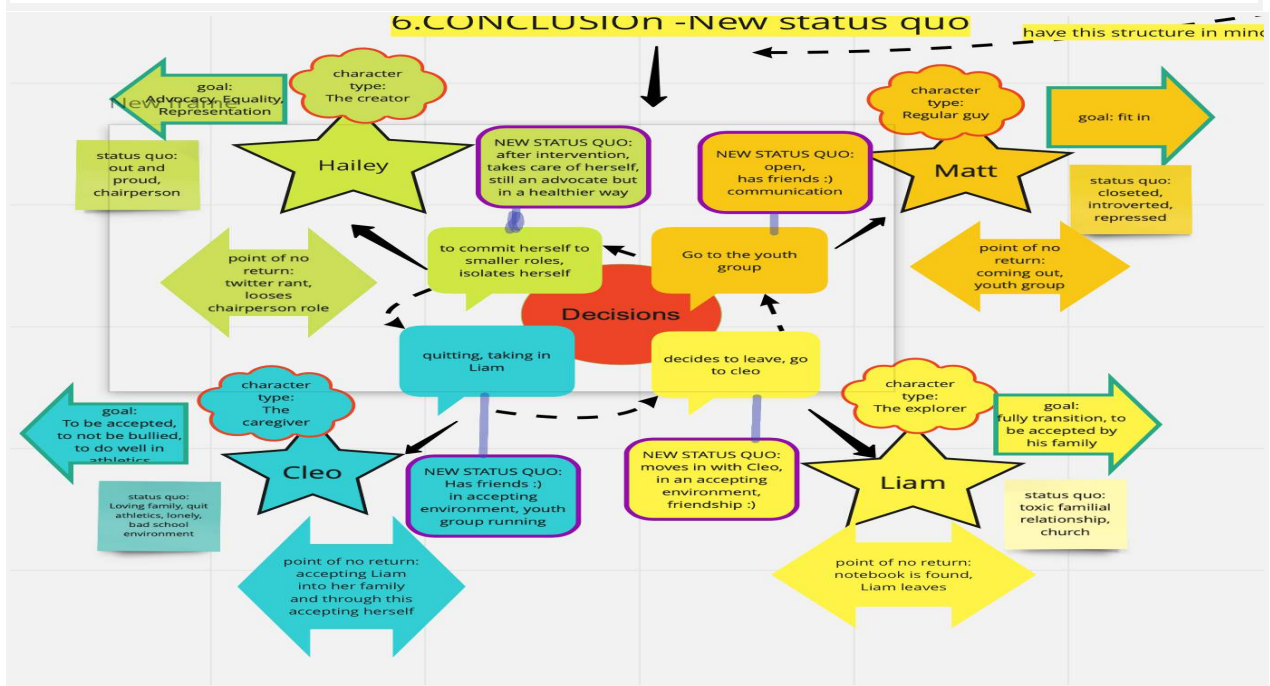 6.CONCLUSIOn -New status quo
have this structure in mind
New frame
goal:
Advocacy, Equality,
Representation
character
type:
The creator
Hailey
status quo:
out and
proud,
chairperson
NEW STATUS QUO:
after intervention,
takes care of herself,
still an advocate but
in a healthier way
NEW STATUS QUO:
open,
has friends :)
communication
character
type:
Regular guy
Matt
goal: fit in
status quo:
closeted,
introverted,
repressed
point of no
return:
twitter rant,
looses
chairperson role
to commit herself to
smaller roles,
isolates herself
Go to the youth
group
point of no
return:
coming out,
youth group
Decisions
quitting, taking in
Liam
decides to leave, go
to cleo
goal:
To be accepted,
to not be bullied,
to do well in
athletics
character
type:
The
caregiver
Cleo
status quo:
Loving family, quit
athletics, lonely,
bad school
environment
NEW STATUS QUO:
Has friends :)
in accepting
environment, youth
group running
NEW STATUS QUO:
moves in with Cleo,
in an accepting
environment,
friendship :)
character
type:
The explorer
Liam
goal:
fully transition, to
be accepted by
his family
status quo:
toxic familial
relationship,
church
point of no return:
accepting Liam
into her family
and through this
accepting herself
point of no return:
notebook is found,
Liam leaves